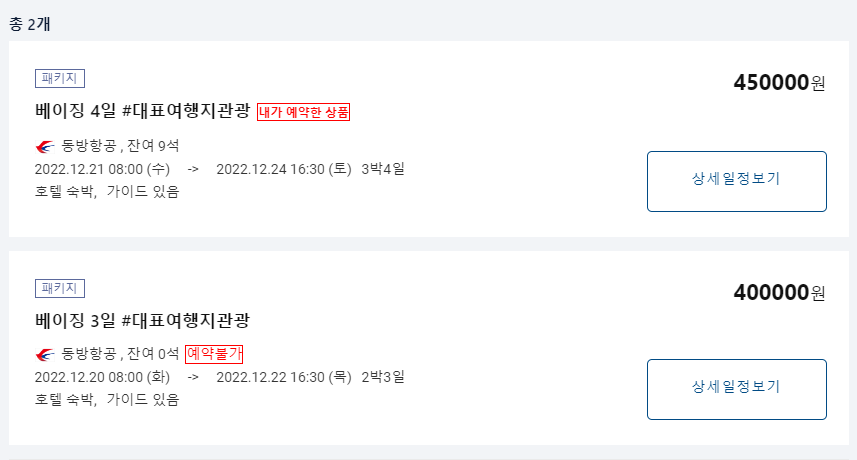 총 2개
패키지
450000원
베이징 4일 #대표여행지관광 내가 예약한 상품
동방항공 , 잔여 9석
2022.12.21 08:00 (수) -> 2022.12.24 16:30 (토) 3박4일
상세일정보기
호텔 숙박, 가이드 있음
패키지
400000원
베이징 3일 #대표여행지관광
동방항공 , 잔여 0석 예약불가
2022.12.20 08:00 (화) -> 2022.12.22 16:30 (목) 2박3일
상세일정보기
호텔 숙박, 가이드 있음